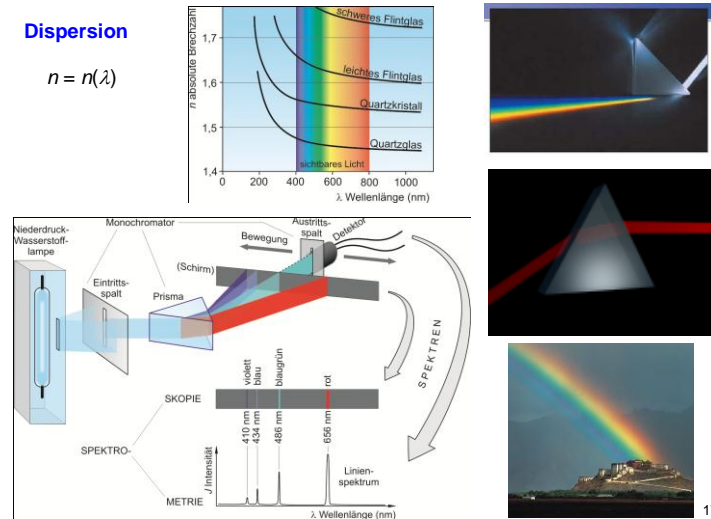 Dispersion
n = n(λ)
n absolute Brechzahl
1,7
1,6
1,5
1,4
schweres Flintglas
leichtes Flintglas
Quartzkristall
Quartzglas
sichtbares Licht
0 200 400 600 800 1000
λ Wellenlänge (nm)
Niederdruck-
Wasserstoff-
lampe
Monochromator
Eintritts-
spalt
Prisma
(Schirm)
Bewegung
Austritts-
spalt
Detektor
SPEKTREN
violett
blau
blaugrün
rot
SKOPIE
410 nm
434 nm
486 nm
656 nm
SPEKTRO-
METRIE
J Intensität
Linien-
spektrum
λ Wellenlänge (nm)
1